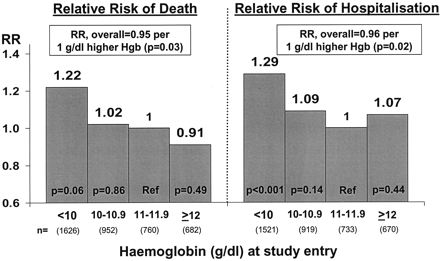 Relative Risk of Death
Relative Risk of Hospitalisation
RR
RR, overall=0.95 per
1 g/dl higher Hgb (p=0.03)
RR, overall=0.96 per
1 g/dl higher Hgb (p=0.02)
1.4
1.2
1.0
0.8
0.6
1.22
1.02
1
0.91
1.29
1.09
1
1.07
p=0.06 p=0.86 Ref p=0.49
p<0.001 p=0.14 Ref p=0.44
<10 10-10.9 11-11.9 ≥12
<10 10-10.9 11-11.9 ≥12
n= (1626) (952) (760) (682)
(1521) (919) (733) (670)
Haemoglobin (g/dl) at study entry